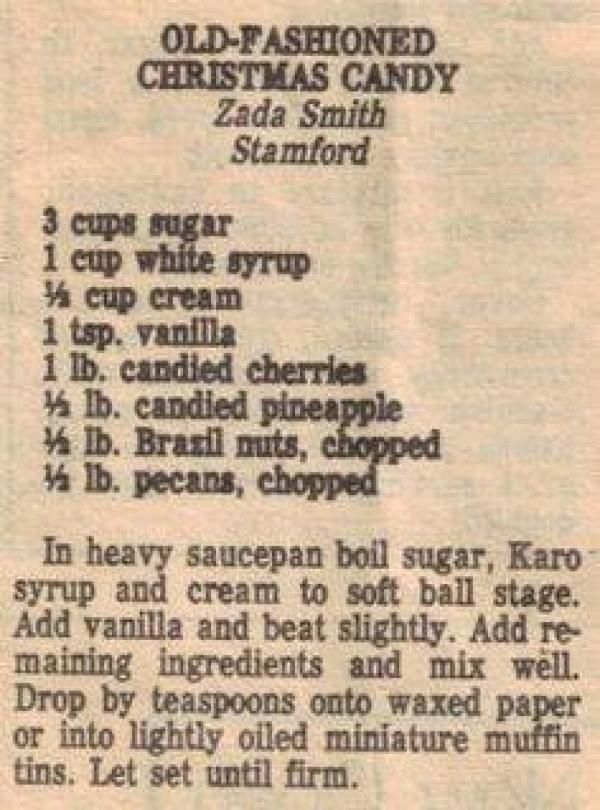 OLD-FASHIONED
CHRISTMAS CANDY
Zada Smith
Stamford
3 cups sugar
1 cup white syrup
½ cup cream
1 tsp. vanilla
1 lb. candied cherries
½ lb. candied pineapple
½ lb. Brazil nuts, chopped
½ lb. pecans, chopped
In heavy saucepan boil sugar, Karo
syrup and cream to soft ball stage.
Add vanilla and beat slightly. Add re-
maining ingredients and mix well.
Drop by teaspoons onto waxed paper
or into lightly oiled miniature muffin
tins. Let set until firm.